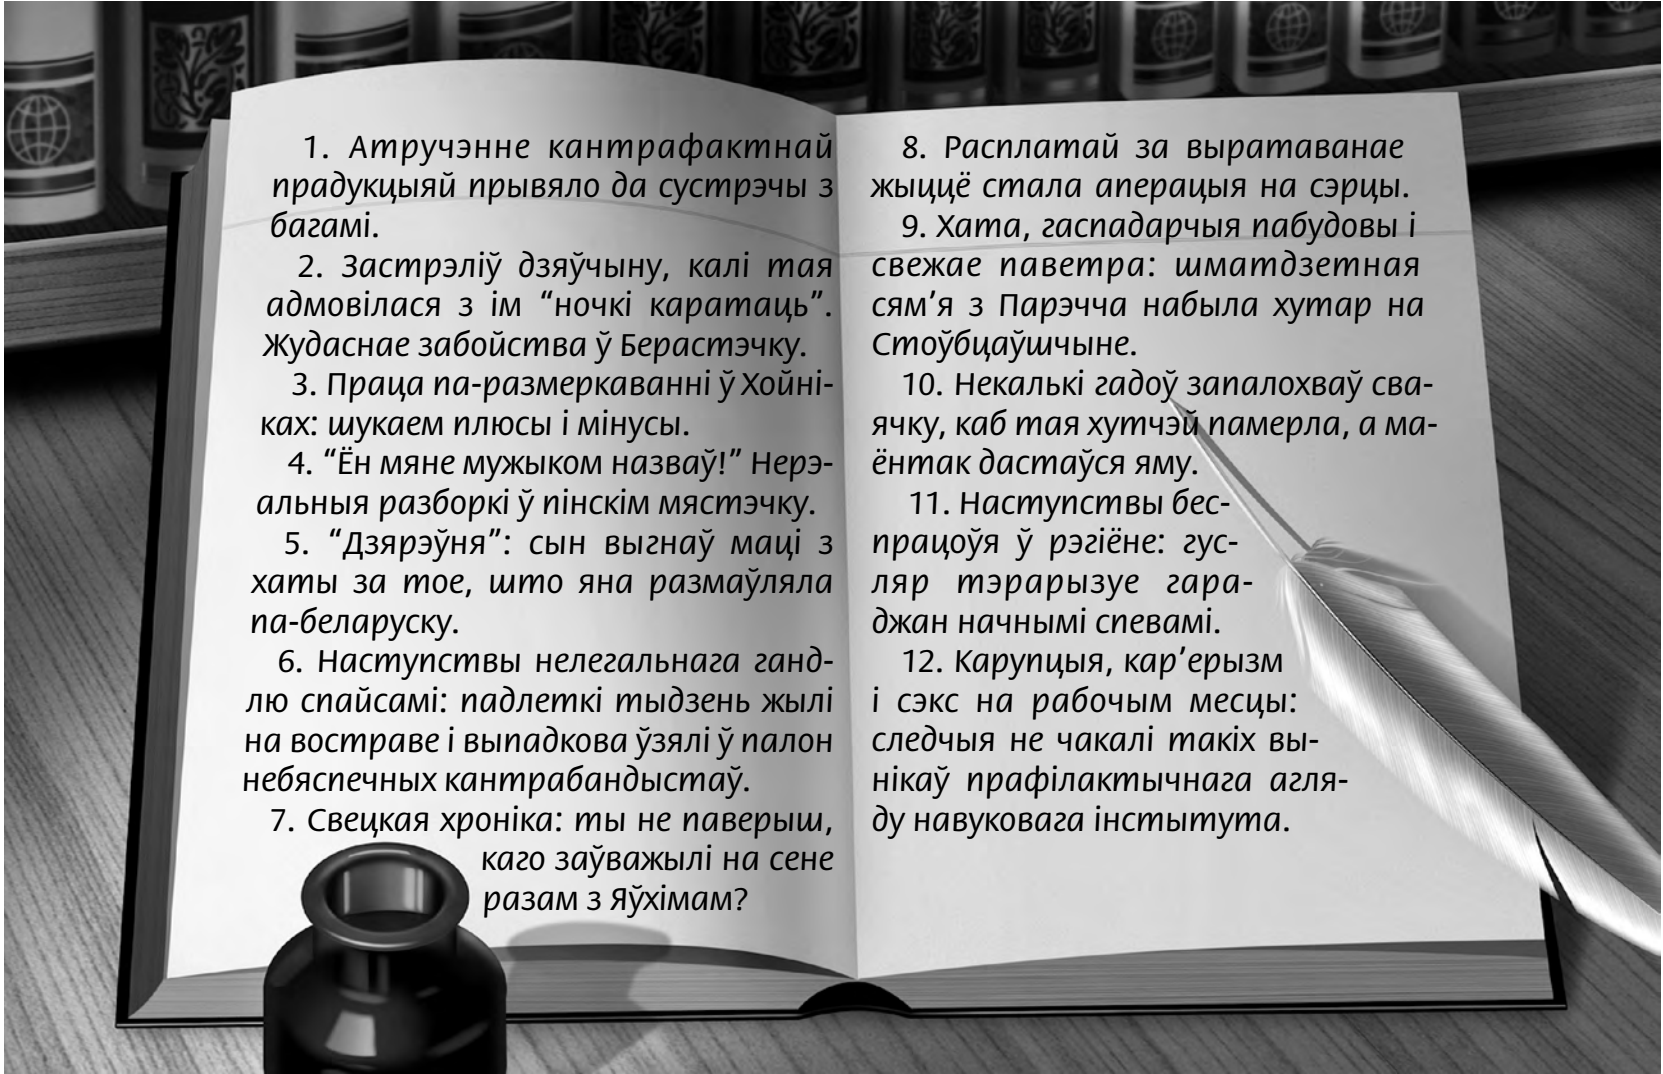 1. Атручэнне кантрафактнай
прадукцыяй прывяло да сустрэчы з
багамі.
2. Застрэліў дзяўчыну, калі тая
адмовілася з ім “ночкі каратаць”.
Жудаснае забойства ў Берастэчку.
3. Праца па-размеркаванні ў Хойні-
ках: шукаем плюсы і мінусы.
4. “Ён мяне мужыком назваў!” Нерэ-
альныя разборкі ў пінскім мястэчку.
5. “Дзярэўня”: сын выгнаў маці з
хаты за тое, што яна размаўляла
па-беларуску.
6. Наступствы нелегальнага ганд-
лю спайсамі: падлеткі тыдзень жылі
на востраве і выпадкова ўзялі ў палон
небяспечных кантрабандыстаў.
7. Свецкая хроніка: ты не паверыш,
каго заўважылі на сене
разам з Яўхімам?
8. Расплатай за выратаванае
жыццё стала аперацыя на сэрцы.
9. Хата, гаспадарчыя пабудовы і
свежае паветра: шматдзетная
сям’я з Парэчча набыла хутар на
Стоўбцаўшчыне.
10. Некалькі гадоў запалохваў сва-
ячку, каб тая хутчэй памерла, а ма-
ёнтак дастаўся яму.
11. Наступствы бес-
працоўя ў рэгіёне: гус-
ляр тэрарызуе гара-
джан начнымі спевамі.
12. Карупцыя, кар’ерызм
і сэкс на рабочым месцы:
следчыя не чакалі такіх вы-
нікаў прафілактычнага агля-
ду навуковага інстытута.